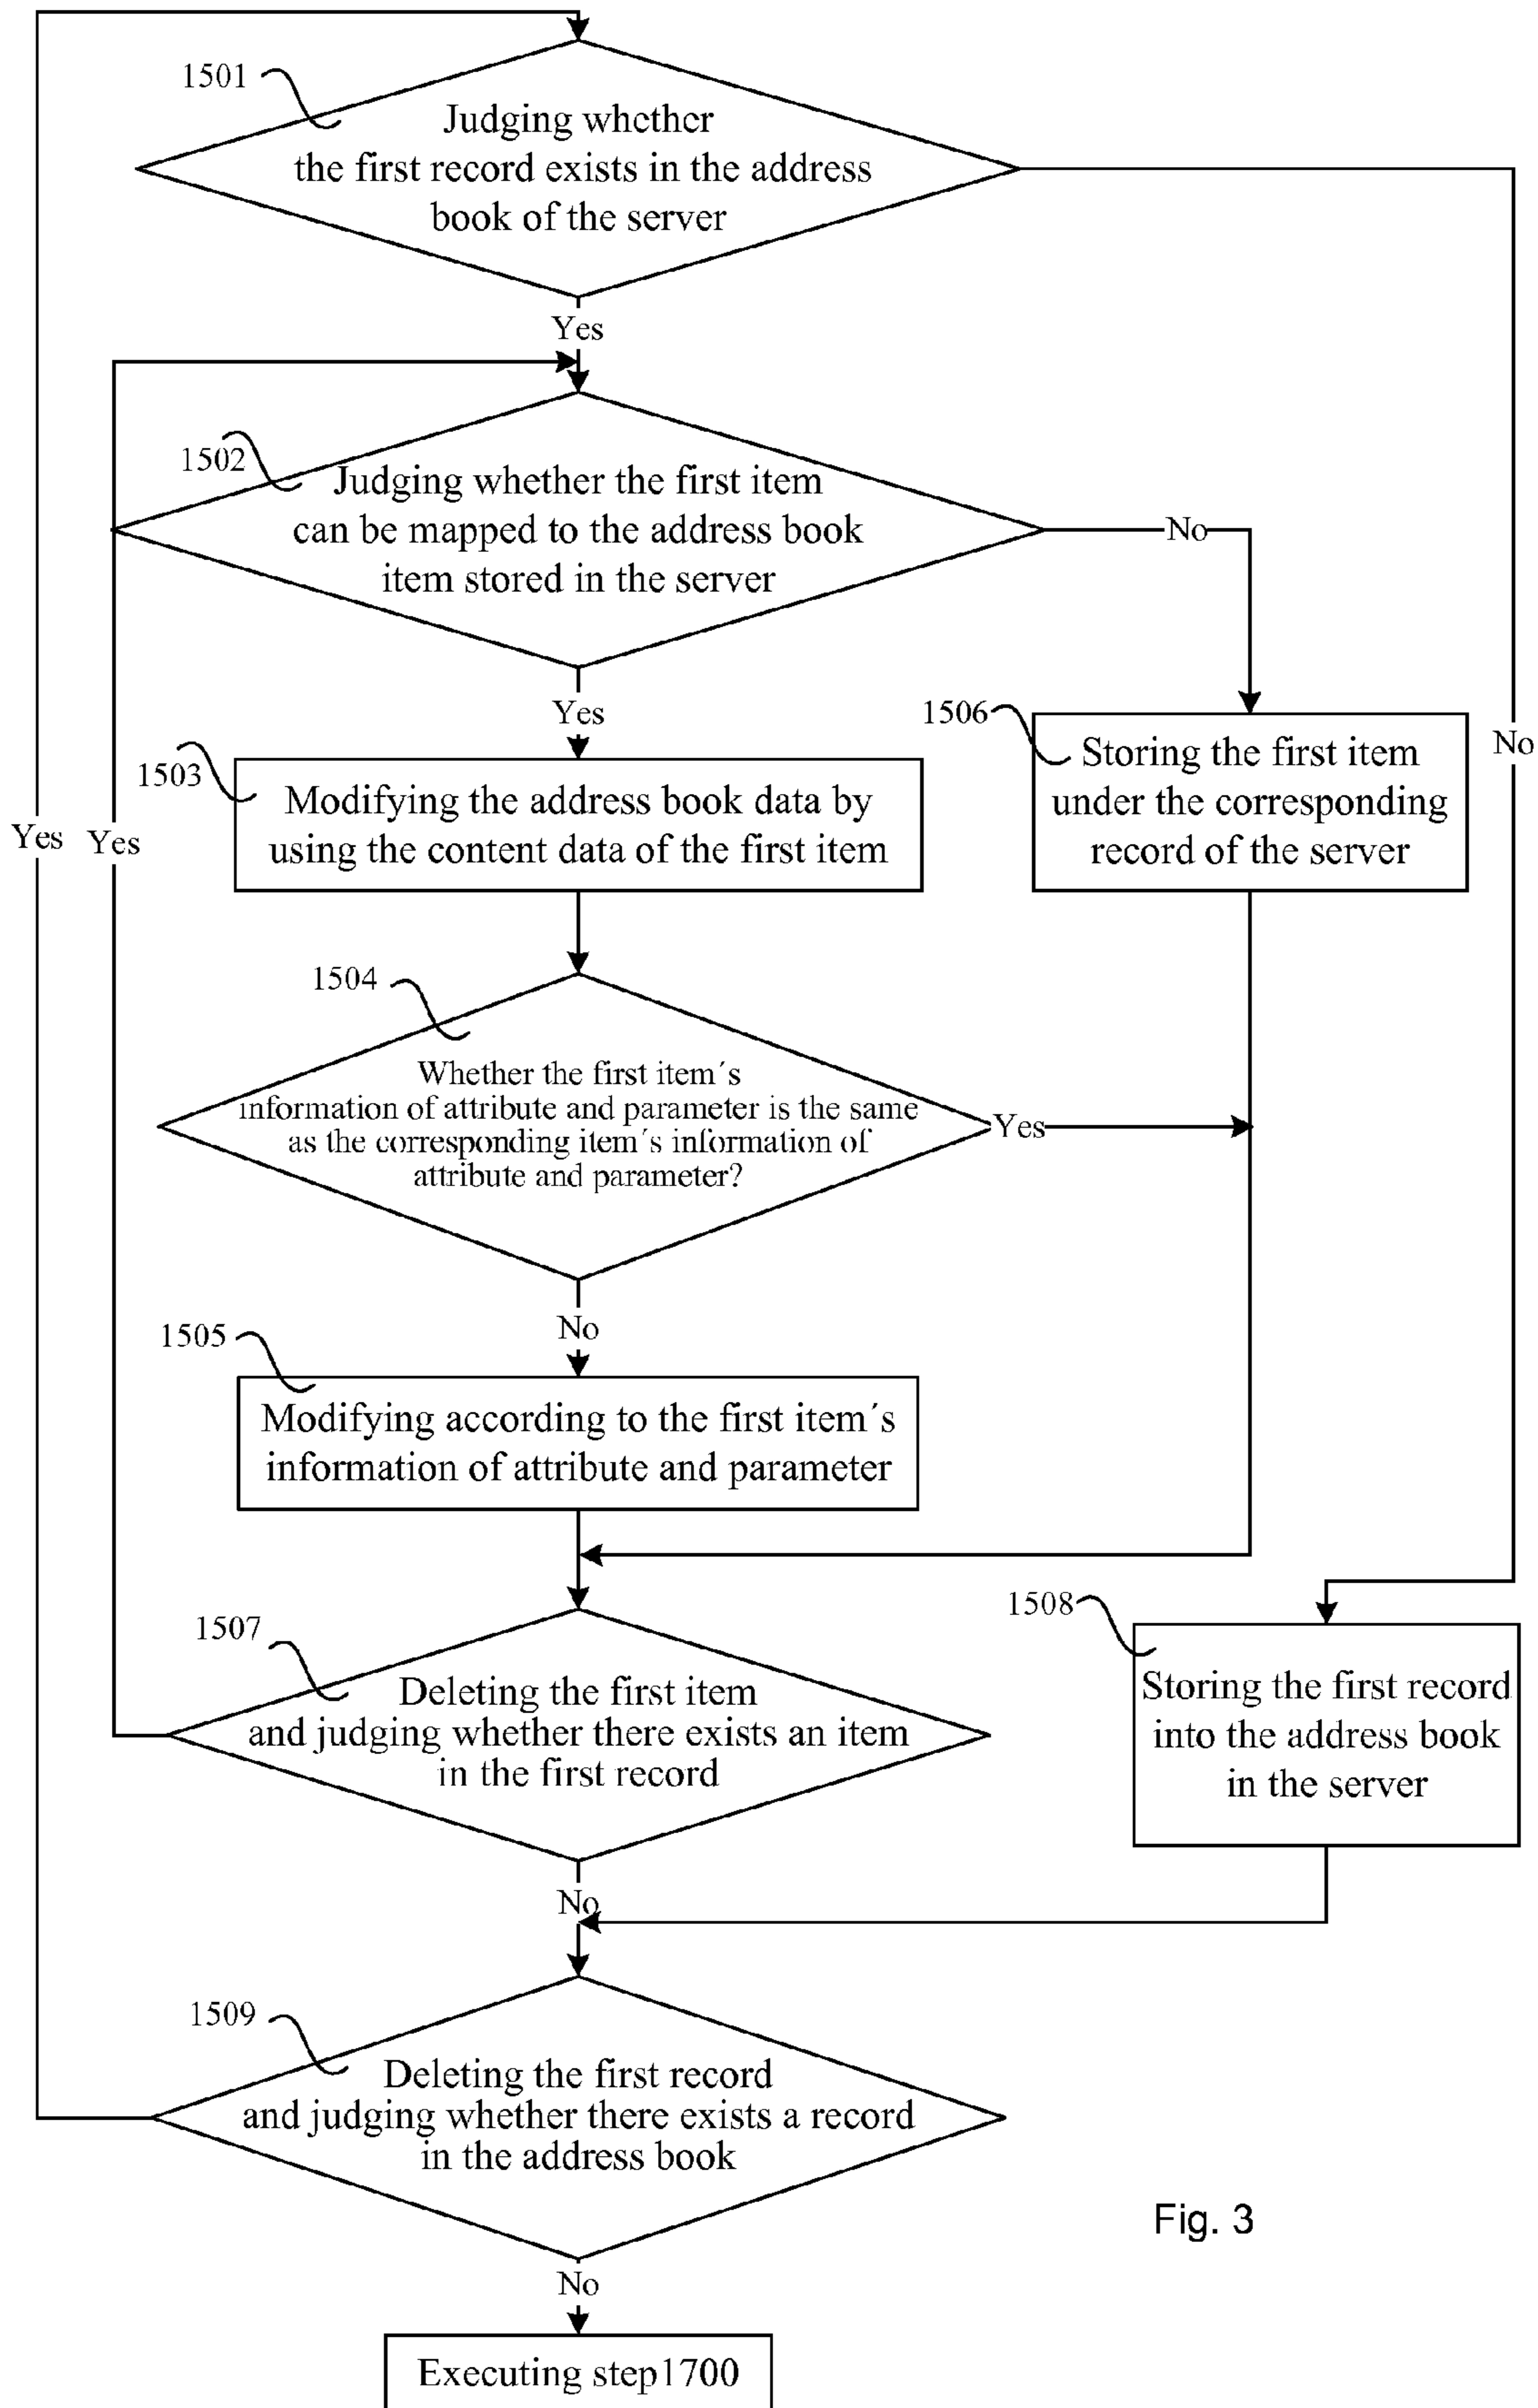 1501
Judging whether
the first record exists in the address
book of the server
Yes
1502
Judging whether the first item
can be mapped to the address book
item stored in the server
No
Yes
1503
Modifying the address book data by
using the content data of the first item
1506
Storing the first item
under the corresponding
record of the server
No
Yes
Yes
1504
Whether the first item´s
information of attribute and parameter is the same
as the corresponding item´s information of
attribute and parameter?
Yes
No
1505
Modifying according to the first item´s
information of attribute and parameter
1507
Deleting the first item
and judging whether there exists an item
in the first record
1508
Storing the first record
into the address book
in the server
No
1509
Deleting the first record
and judging whether there exists a record
in the address book
Fig. 3
No
Executing step1700